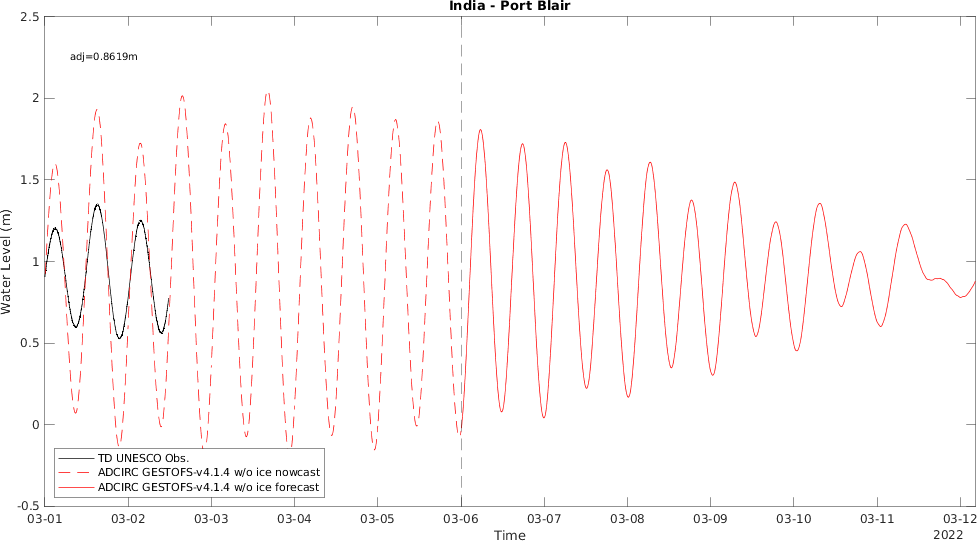 India - Port Blair
adj=0.8619m
2.5
2
1.5
1
0.5
0
-0.5
Water Level (m)
TD UNESCO Obs.
ADCIRC GESTOFS-v4.1.4 w/o ice nowcast
ADCIRC GESTOFS-v4.1.4 w/o ice forecast
03-01 03-02 03-03 03-04 03-05 03-06 03-07 03-08 03-09 03-10 03-11 03-12
Time
2022